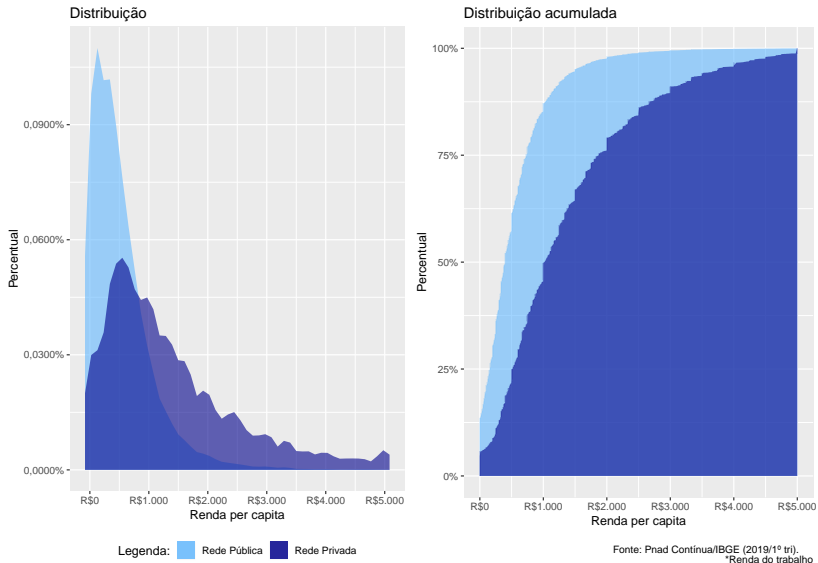 Distribuição
Percentual
0,0900%
0,0600%
0,0300%
0,0000%
R$0 R$1.000 R$2.000 R$3.000 R$4.000 R$5.000
Renda per capita
Distribuição acumulada
Percentual
100%
75%
50%
25%
0%
R$0 R$1.000 R$2.000 R$3.000 R$4.000 R$5.000
Renda per capita
Legenda: Rede Pública Rede Privada
Fonte: Pnad Contínua/IBGE (2019/1º tri).
*Renda do trabalho